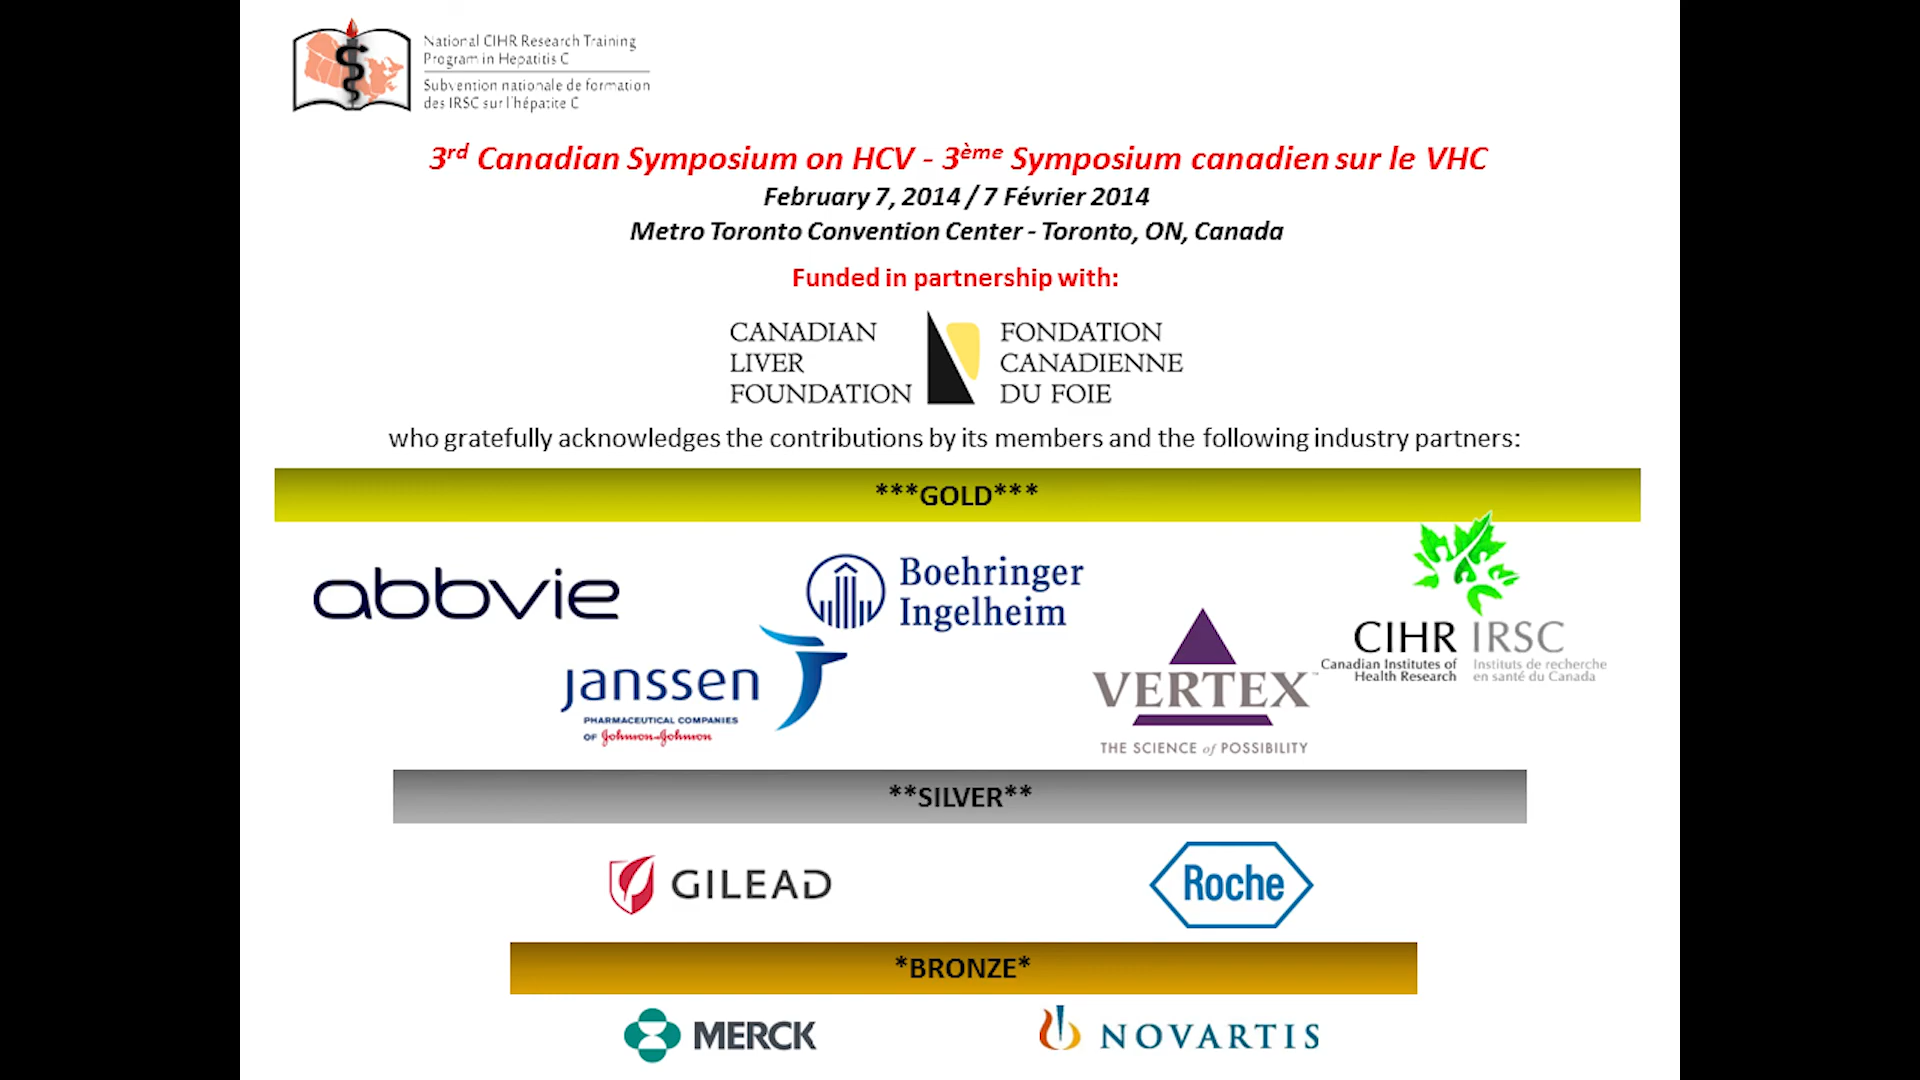 National CIHR Research Training
Program in Hepatitis C
Subvention nationale de formation
des IRSC sur l'hépatite C
3rd Canadian Symposium on HCV - 3ème Symposium canadien sur le VHC
February 7, 2014 / 7 Février 2014
Metro Toronto Convention Center - Toronto, ON, Canada
Funded in partnership with:
CANADIAN
LIVER
FOUNDATION
FONDATION
CANADIENNE
DU FOIE
who gratefully acknowledges the contributions by its members and the following industry partners:
***GOLD***
abbvie
Boehringer
Ingelheim
CIHR IRSC
Canadian Institutes of
Health Research
Instituts de recherche
en santé du Canada
janssen
PHARMACEUTICAL COMPANIES
OF Johnson & Johnson
VERTEX™
THE SCIENCE of POSSIBILITY
**SILVER**
GILEAD
Roche
*BRONZE*
MERCK
NOVARTIS